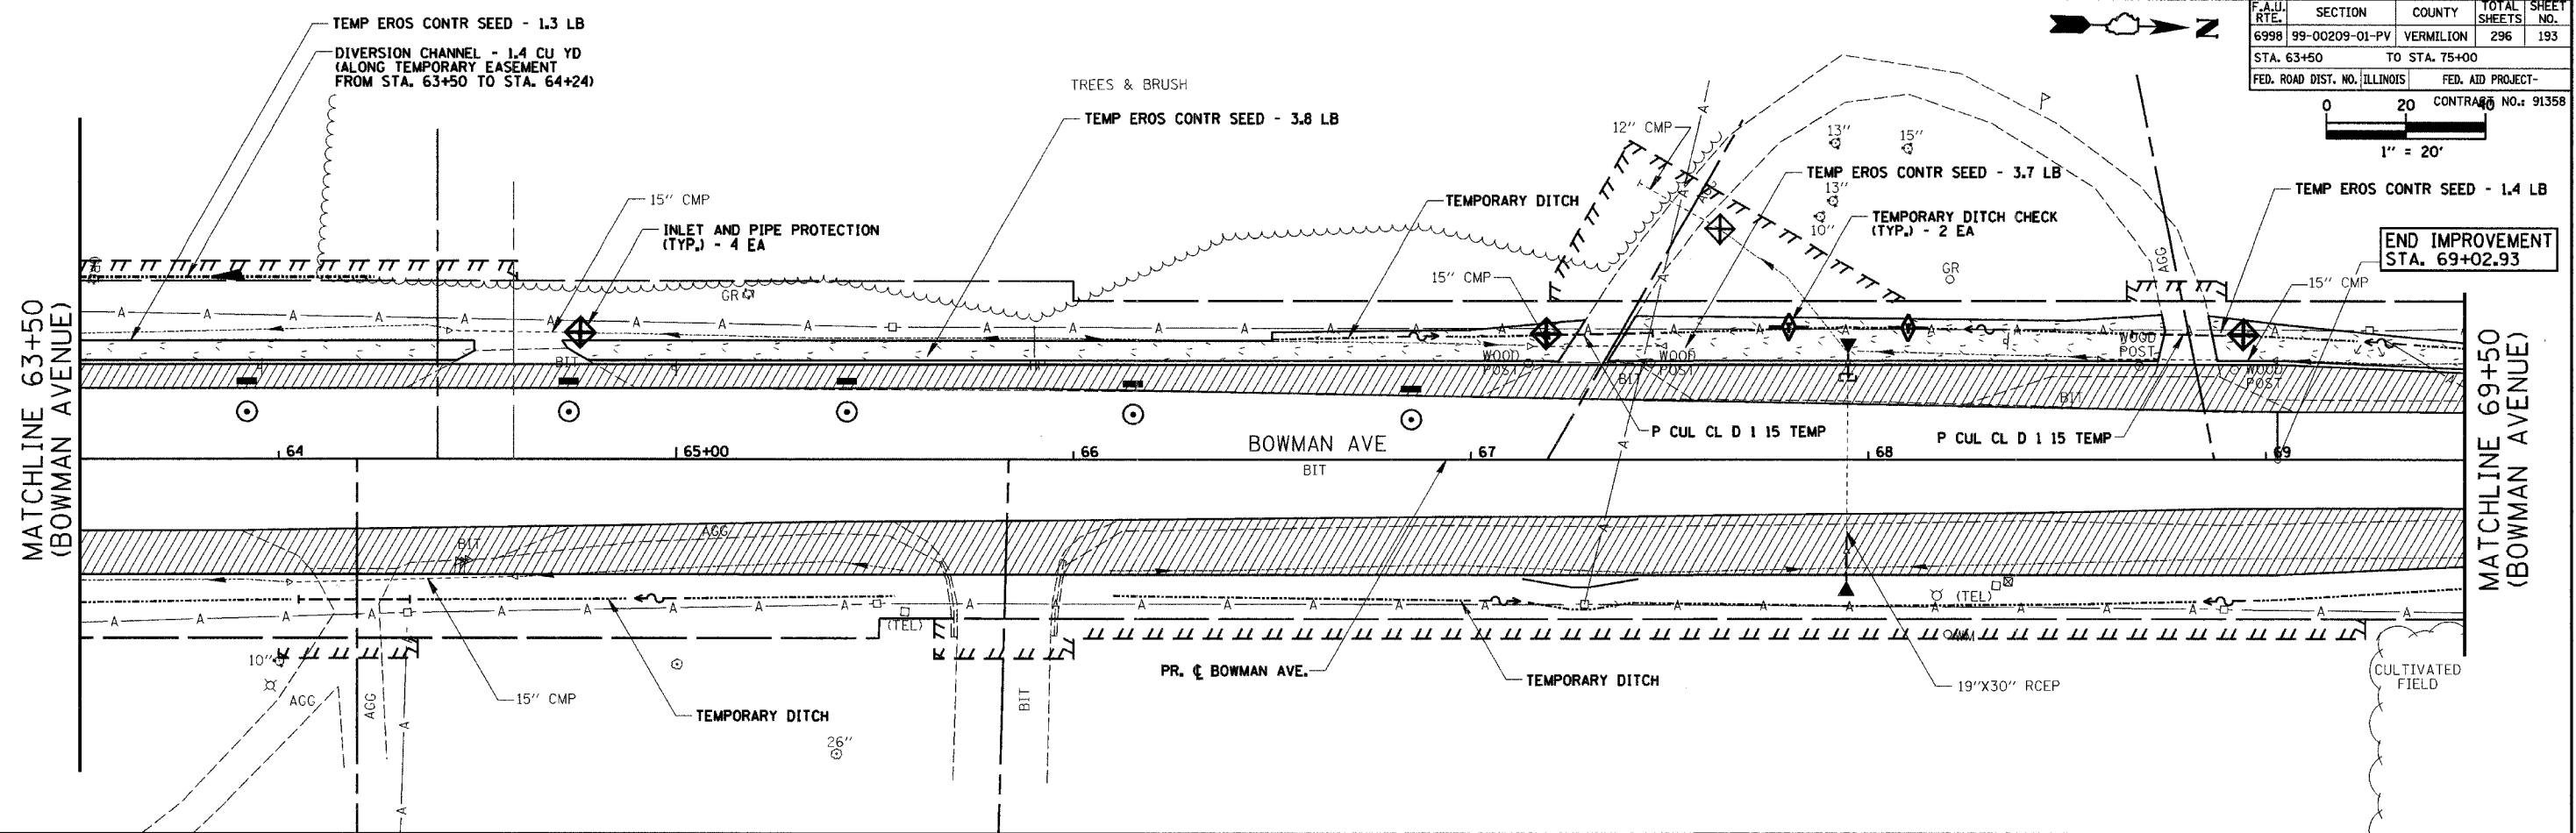 TEMP EROS CONTR SEED - 1.3 LB
DIVERSION CHANNEL - 1.4 CU YD
(ALONG TEMPORARY EASEMENT
FROM STA. 63+50 TO STA. 64+24)
TREES & BRUSH
TEMP EROS CONTR SEED - 3.8 LB
N
F.A.U. RTE. SECTION COUNTY TOTAL SHEETS SHEET NO.
6998 99-00209-01-PV VERMILION 296 193
STA. 63+50 TO STA. 75+00
FED. ROAD DIST. NO. ILLINOIS FED. AID PROJECT-
CONTRACT NO.: 91358
0 20 40
1" = 20'
12" CMP
13"
15"
TEMP EROS CONTR SEED - 3.7 LB
13"
10"
TEMP EROS CONTR SEED - 1.4 LB
15" CMP
INLET AND PIPE PROTECTION
(TYP.) - 4 EA
TEMPORARY DITCH
TEMPORARY DITCH CHECK
(TYP.) - 2 EA
END IMPROVEMENT
STA. 69+02.93
AGG
P
GR
15" CMP
GR
AGG
15" CMP
A A A A A A A A A A A A A A
MATCHLINE 63+50
(BOWMAN AVENUE)
BIT
WOOD
POST
WOOD
POST
WOOD
POST
WOOD
POST
BIT
BIT
P CUL CL D 1 15 TEMP
P CUL CL D 1 15 TEMP
64
65+00
66
BOWMAN AVE
BIT
67
68
69
MATCHLINE 69+50
(BOWMAN AVENUE)
BIT
AGG
(TEL)
(TEL)
A A A A A A A A A A A A A A
10"
AGG
AGG
15" CMP
TEMPORARY DITCH
26"
BIT
PR. ℄ BOWMAN AVE.
TEMPORARY DITCH
19"X30" RCEP
CULTIVATED
FIELD